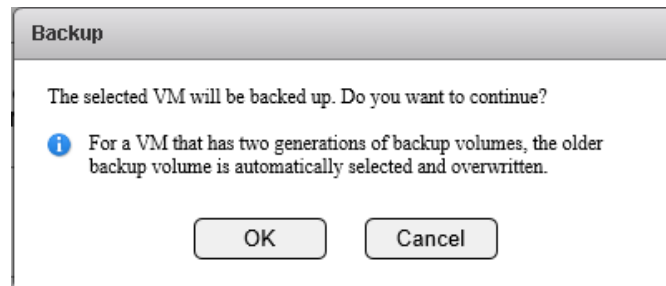 Backup
The selected VM will be backed up. Do you want to continue?
For a VM that has two generations of backup volumes, the older
backup volume is automatically selected and overwritten.
OK Cancel